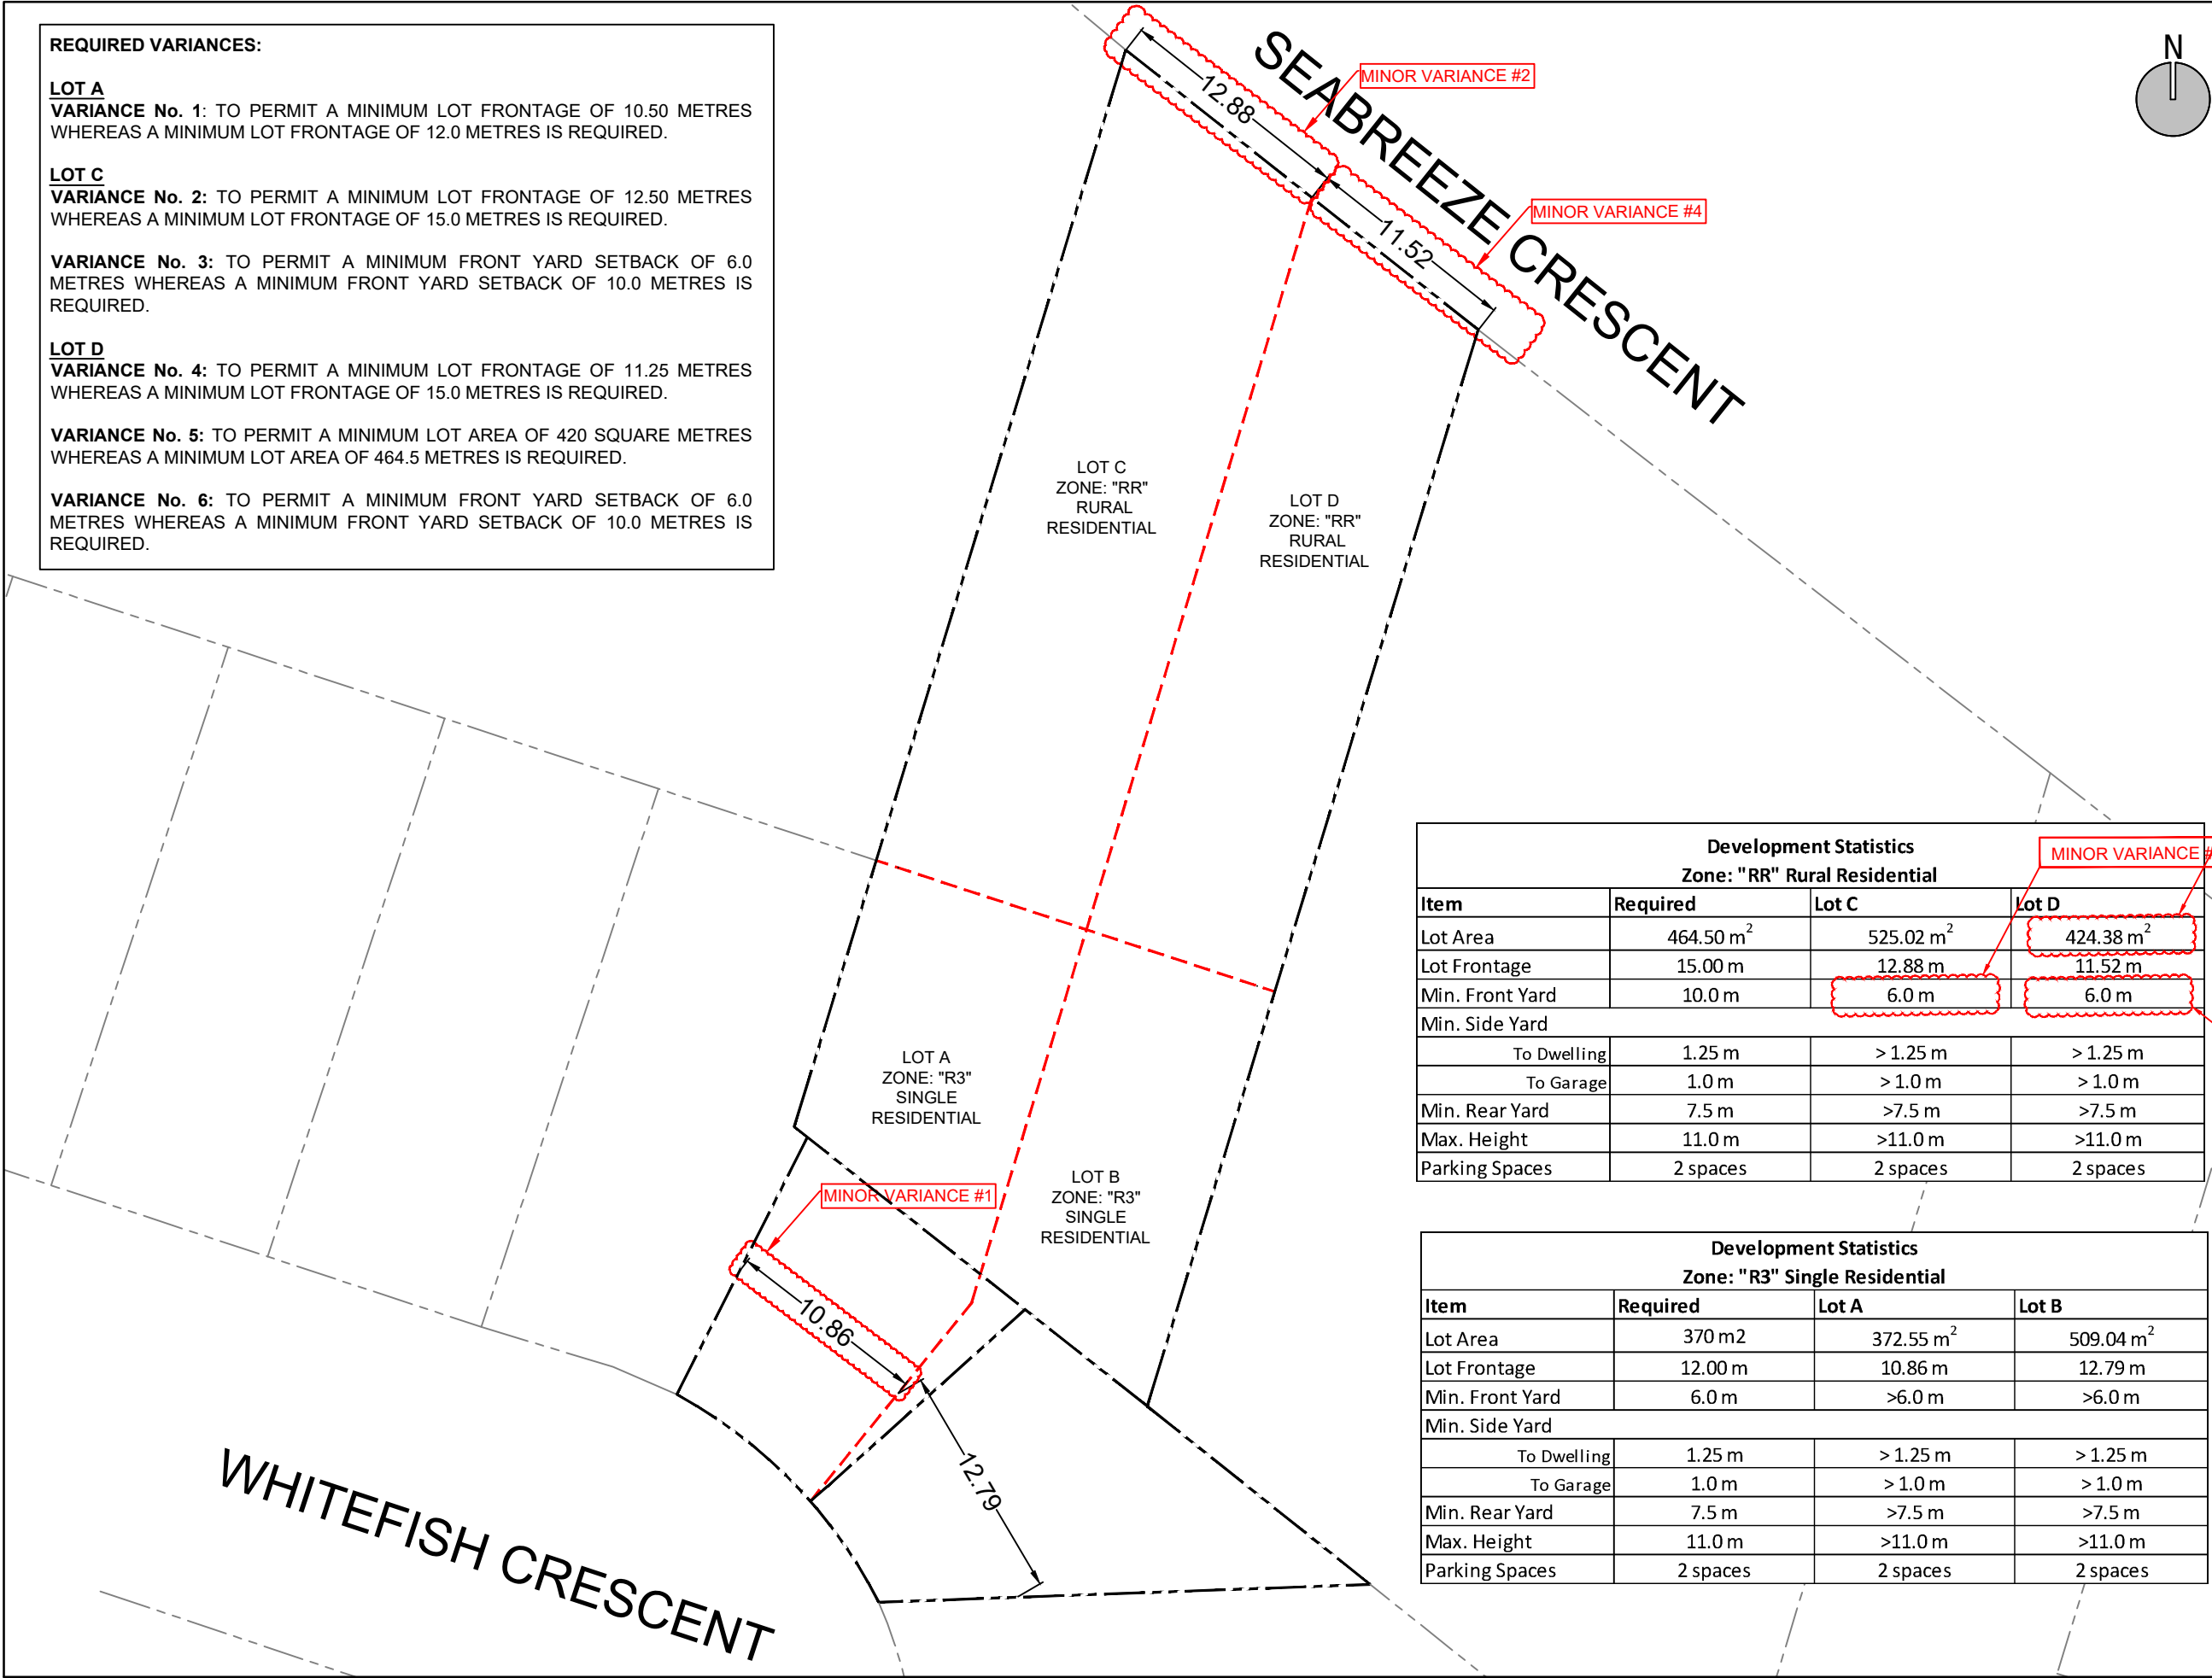 REQUIRED VARIANCES:
LOT A
VARIANCE No. 1: TO PERMIT A MINIMUM LOT FRONTAGE OF 10.50 METRES
WHEREAS A MINIMUM LOT FRONTAGE OF 12.0 METRES IS REQUIRED.
LOT C
VARIANCE No. 2: TO PERMIT A MINIMUM LOT FRONTAGE OF 12.50 METRES
WHEREAS A MINIMUM LOT FRONTAGE OF 15.0 METRES IS REQUIRED.
VARIANCE No. 3: TO PERMIT A MINIMUM FRONT YARD SETBACK OF 6.0
METRES WHEREAS A MINIMUM FRONT YARD SETBACK OF 10.0 METRES IS
REQUIRED.
LOT D
VARIANCE No. 4: TO PERMIT A MINIMUM LOT FRONTAGE OF 11.25 METRES
WHEREAS A MINIMUM LOT FRONTAGE OF 15.0 METRES IS REQUIRED.
VARIANCE No. 5: TO PERMIT A MINIMUM LOT AREA OF 420 SQUARE METRES
WHEREAS A MINIMUM LOT AREA OF 464.5 METRES IS REQUIRED.
VARIANCE No. 6: TO PERMIT A MINIMUM FRONT YARD SETBACK OF 6.0
METRES WHEREAS A MINIMUM FRONT YARD SETBACK OF 10.0 METRES IS
REQUIRED.
N
SEABREEZE CRESCENT
MINOR VARIANCE #2
12.88
MINOR VARIANCE #4
11.52
LOT C
ZONE: "RR"
RURAL
RESIDENTIAL
LOT D
ZONE: "RR"
RURAL
RESIDENTIAL
LOT A
ZONE: "R3"
SINGLE
RESIDENTIAL
LOT B
ZONE: "R3"
SINGLE
RESIDENTIAL
MINOR VARIANCE #1
10.86
12.79
WHITEFISH CRESCENT
Development Statistics
Zone: "RR" Rural Residential
MINOR VARIANCE #
Item Required Lot C Lot D
Lot Area 464.50 m² 525.02 m² 424.38 m²
Lot Frontage 15.00 m 12.88 m 11.52 m
Min. Front Yard 10.0 m 6.0 m 6.0 m
Min. Side Yard
To Dwelling 1.25 m > 1.25 m > 1.25 m
To Garage 1.0 m > 1.0 m > 1.0 m
Min. Rear Yard 7.5 m >7.5 m >7.5 m
Max. Height 11.0 m >11.0 m >11.0 m
Parking Spaces 2 spaces 2 spaces 2 spaces
Development Statistics
Zone: "R3" Single Residential
Item Required Lot A Lot B
Lot Area 370 m2 372.55 m² 509.04 m²
Lot Frontage 12.00 m 10.86 m 12.79 m
Min. Front Yard 6.0 m >6.0 m >6.0 m
Min. Side Yard
To Dwelling 1.25 m > 1.25 m > 1.25 m
To Garage 1.0 m > 1.0 m > 1.0 m
Min. Rear Yard 7.5 m >7.5 m >7.5 m
Max. Height 11.0 m >11.0 m >11.0 m
Parking Spaces 2 spaces 2 spaces 2 spaces